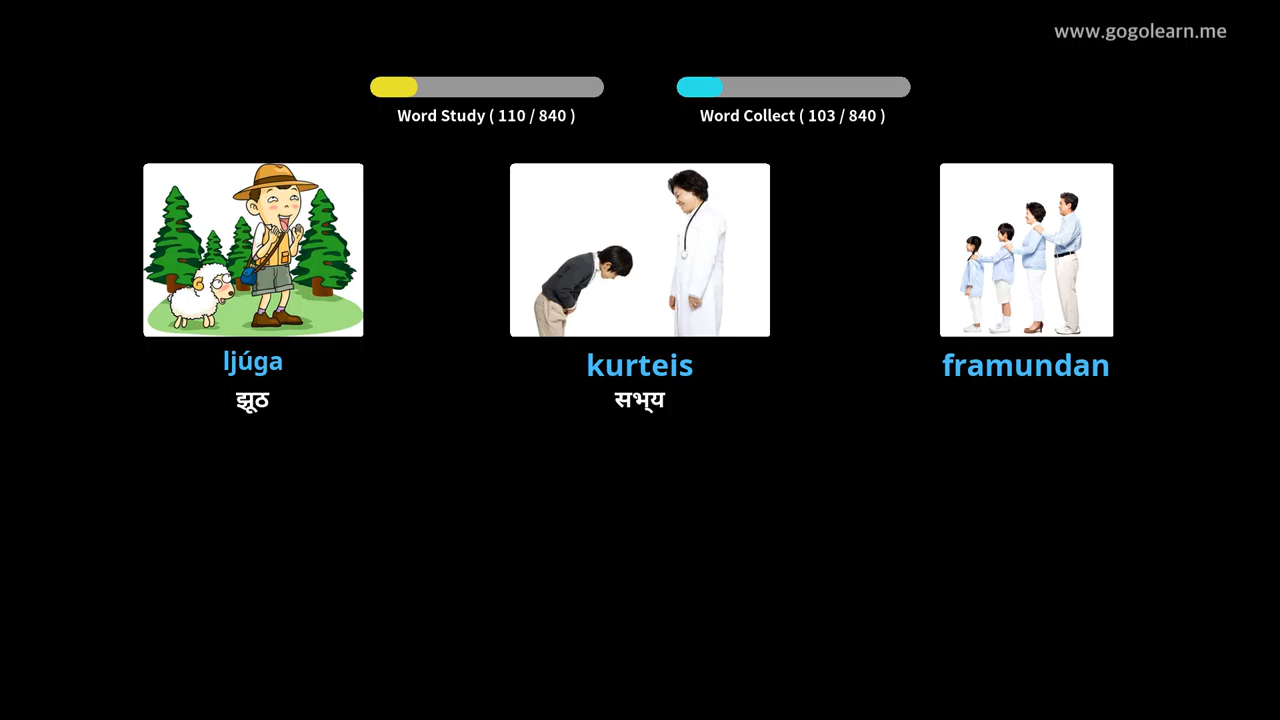 www.gogolearn.me
Word Study ( 110 / 840 )
Word Collect ( 103 / 840 )
ljúga
kurteis
framundan
झूठ
सभ्य